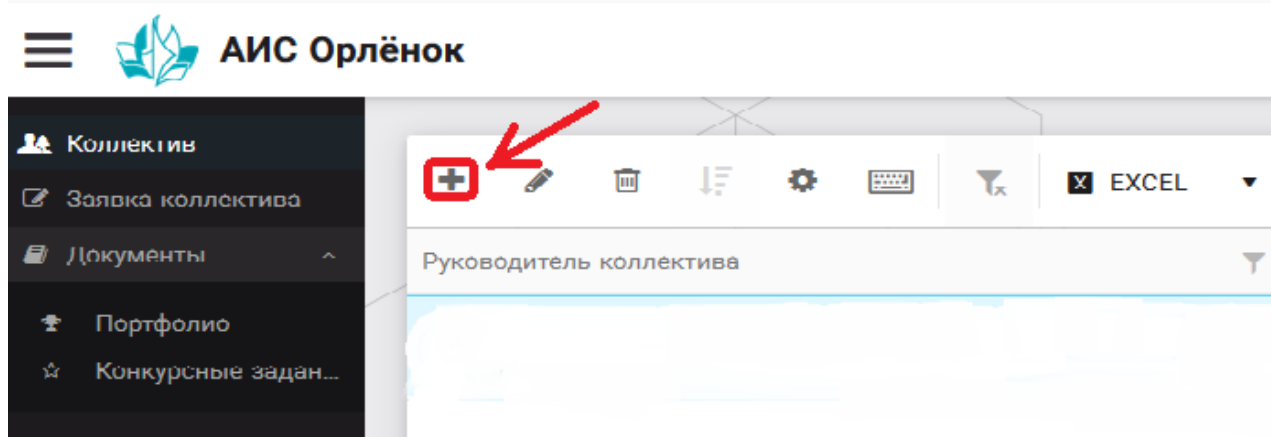 АИС Орлёнок
Коллектив
Заявка коллектива
Документы
EXCEL
Руководитель коллектива
Портфолио
Конкурсные задан...